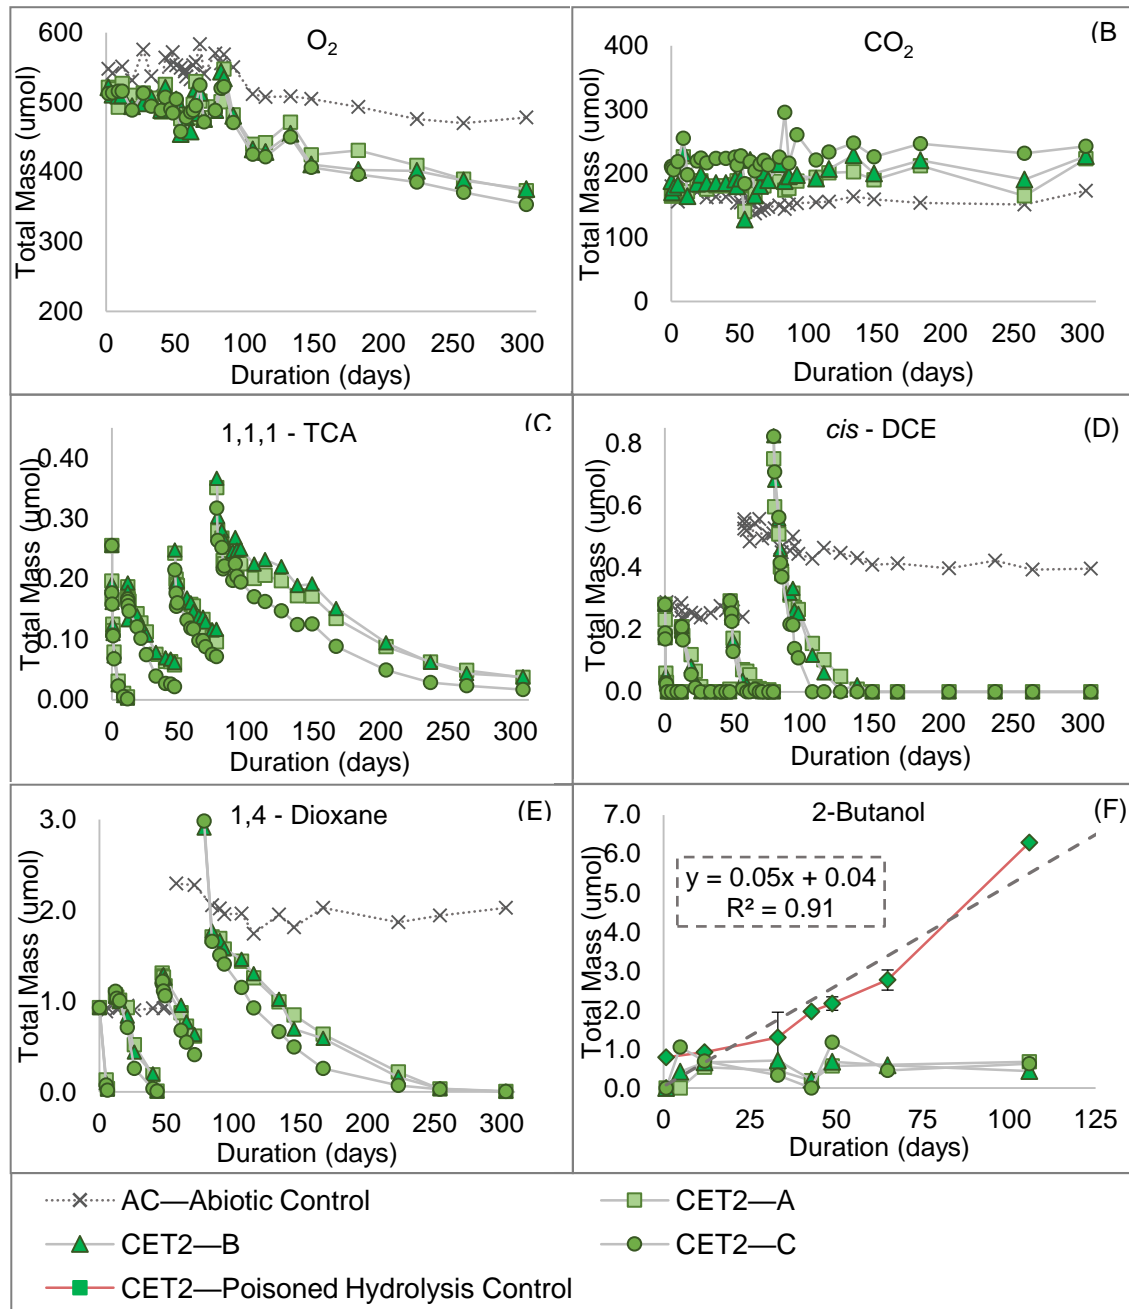 O2
Total Mass (umol)
600
500
400
300
200
0 50 100 150 200 250 300
Duration (days)
CO2
(B
Total Mass (umol)
400
300
200
100
0
0 50 100 150 200 250 300
Duration (days)
1,1,1 - TCA
(C
Total Mass (umol)
0.40
0.30
0.20
0.10
0.00
0 50 100 150 200 250 300
Duration (days)
cis - DCE
(D)
Total Mass (umol)
0.8
0.6
0.4
0.2
0.0
0 50 100 150 200 250 300
Duration (days)
1,4 - Dioxane
(E)
Total Mass (umol)
3.0
2.0
1.0
0.0
0 50 100 150 200 250 300
Duration (days)
2-Butanol
(F)
Total Mass (umol)
7.0
6.0
5.0
4.0
3.0
2.0
1.0
0.0
y = 0.05x + 0.04
R² = 0.91
0 25 50 75 100 125
Duration (days)
AC—Abiotic Control
CET2—A
CET2—B
CET2—C
CET2—Poisoned Hydrolysis Control